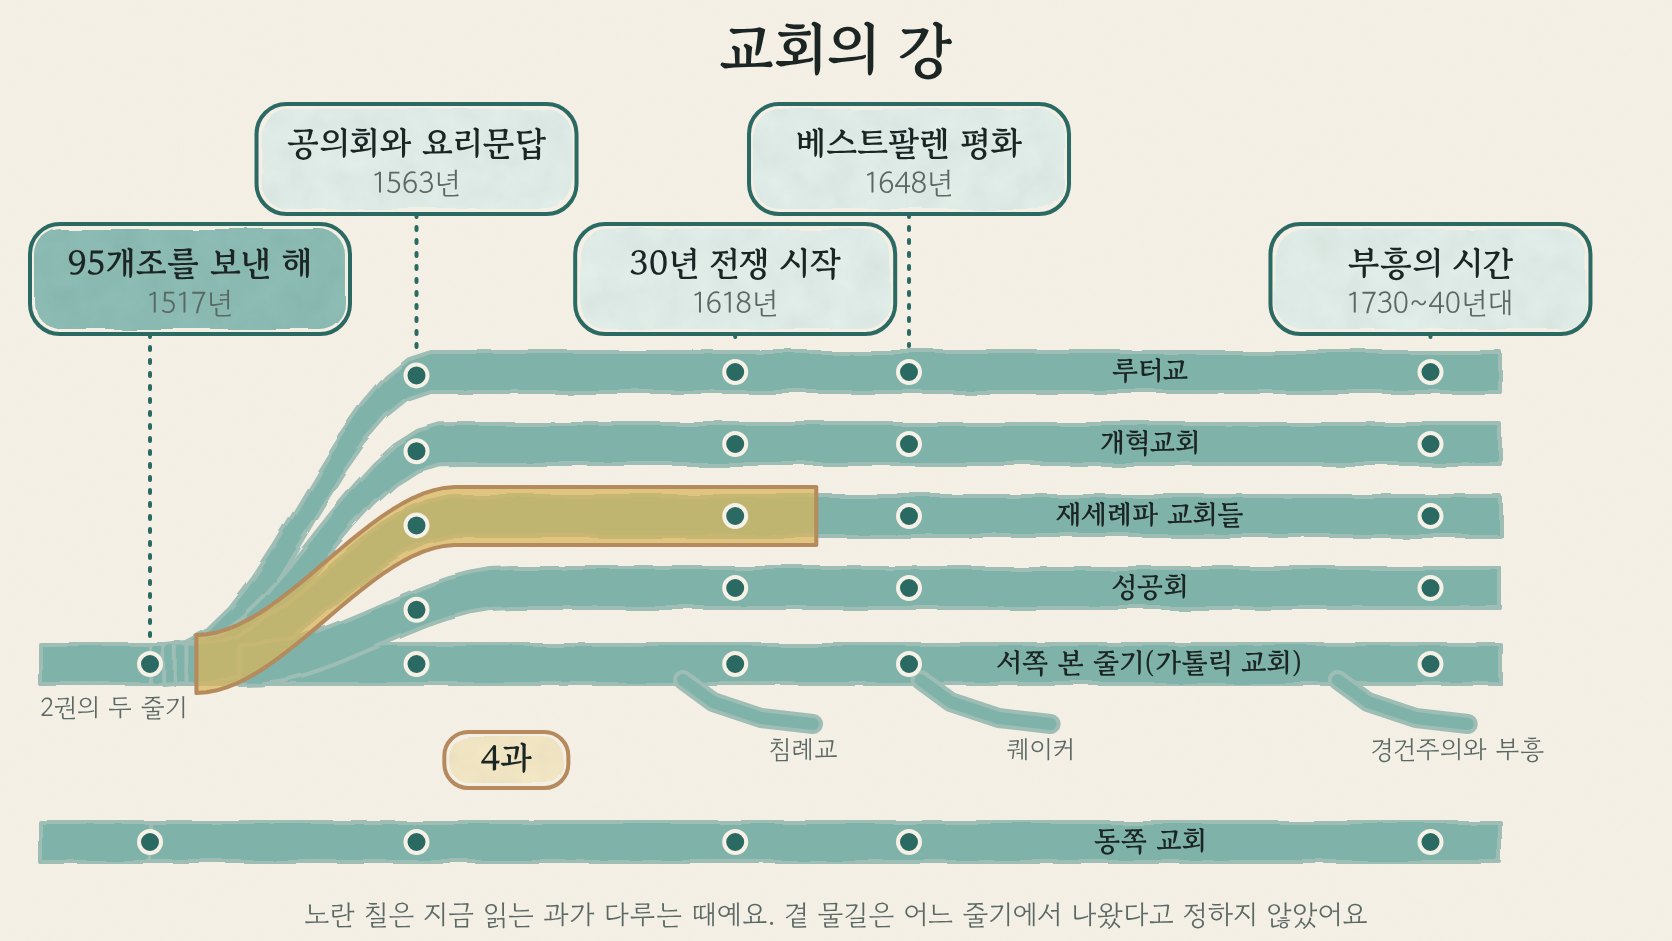 교회의 강
공의회와 요리문답
1563년
베스트팔렌 평화
1648년
95개조를 보낸 해
1517년
30년 전쟁 시작
1618년
부흥의 시간
1730~40년대
루터교
개혁교회
재세례파 교회들
성공회
서쪽 본 줄기(가톨릭 교회)
2권의 두 줄기
침례교
퀘이커
경건주의와 부흥
4과
동쪽 교회
노란 칠은 지금 읽는 과가 다루는 때예요. 곁 물길은 어느 줄기에서 나왔다고 정하지 않았어요